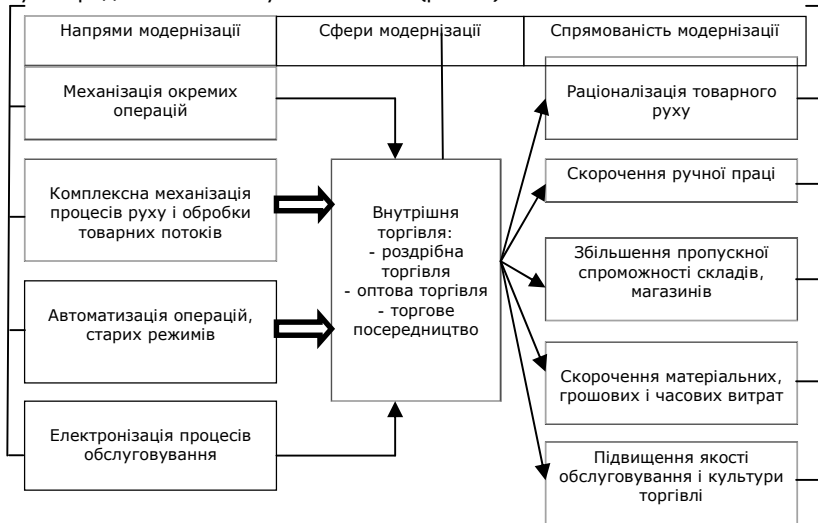 Напрями модернізації
Сфери модернізації
Спрямованість модернізації
Механізація окремих
операцій
Комплексна механізація
процесів руху і обробки
товарних потоків
Автоматизація операцій,
старих режимів
Електронізація процесів
обслуговування
Внутрішня
торгівля:
- роздрібна
торгівля
- оптова торгівля
- торгове
посередництво
Раціоналізація товарного
руху
Скорочення ручної праці
Збільшення пропускної
спроможності складів,
магазинів
Скорочення матеріальних,
грошових і часових витрат
Підвищення якості
обслуговування і культури
торгівлі